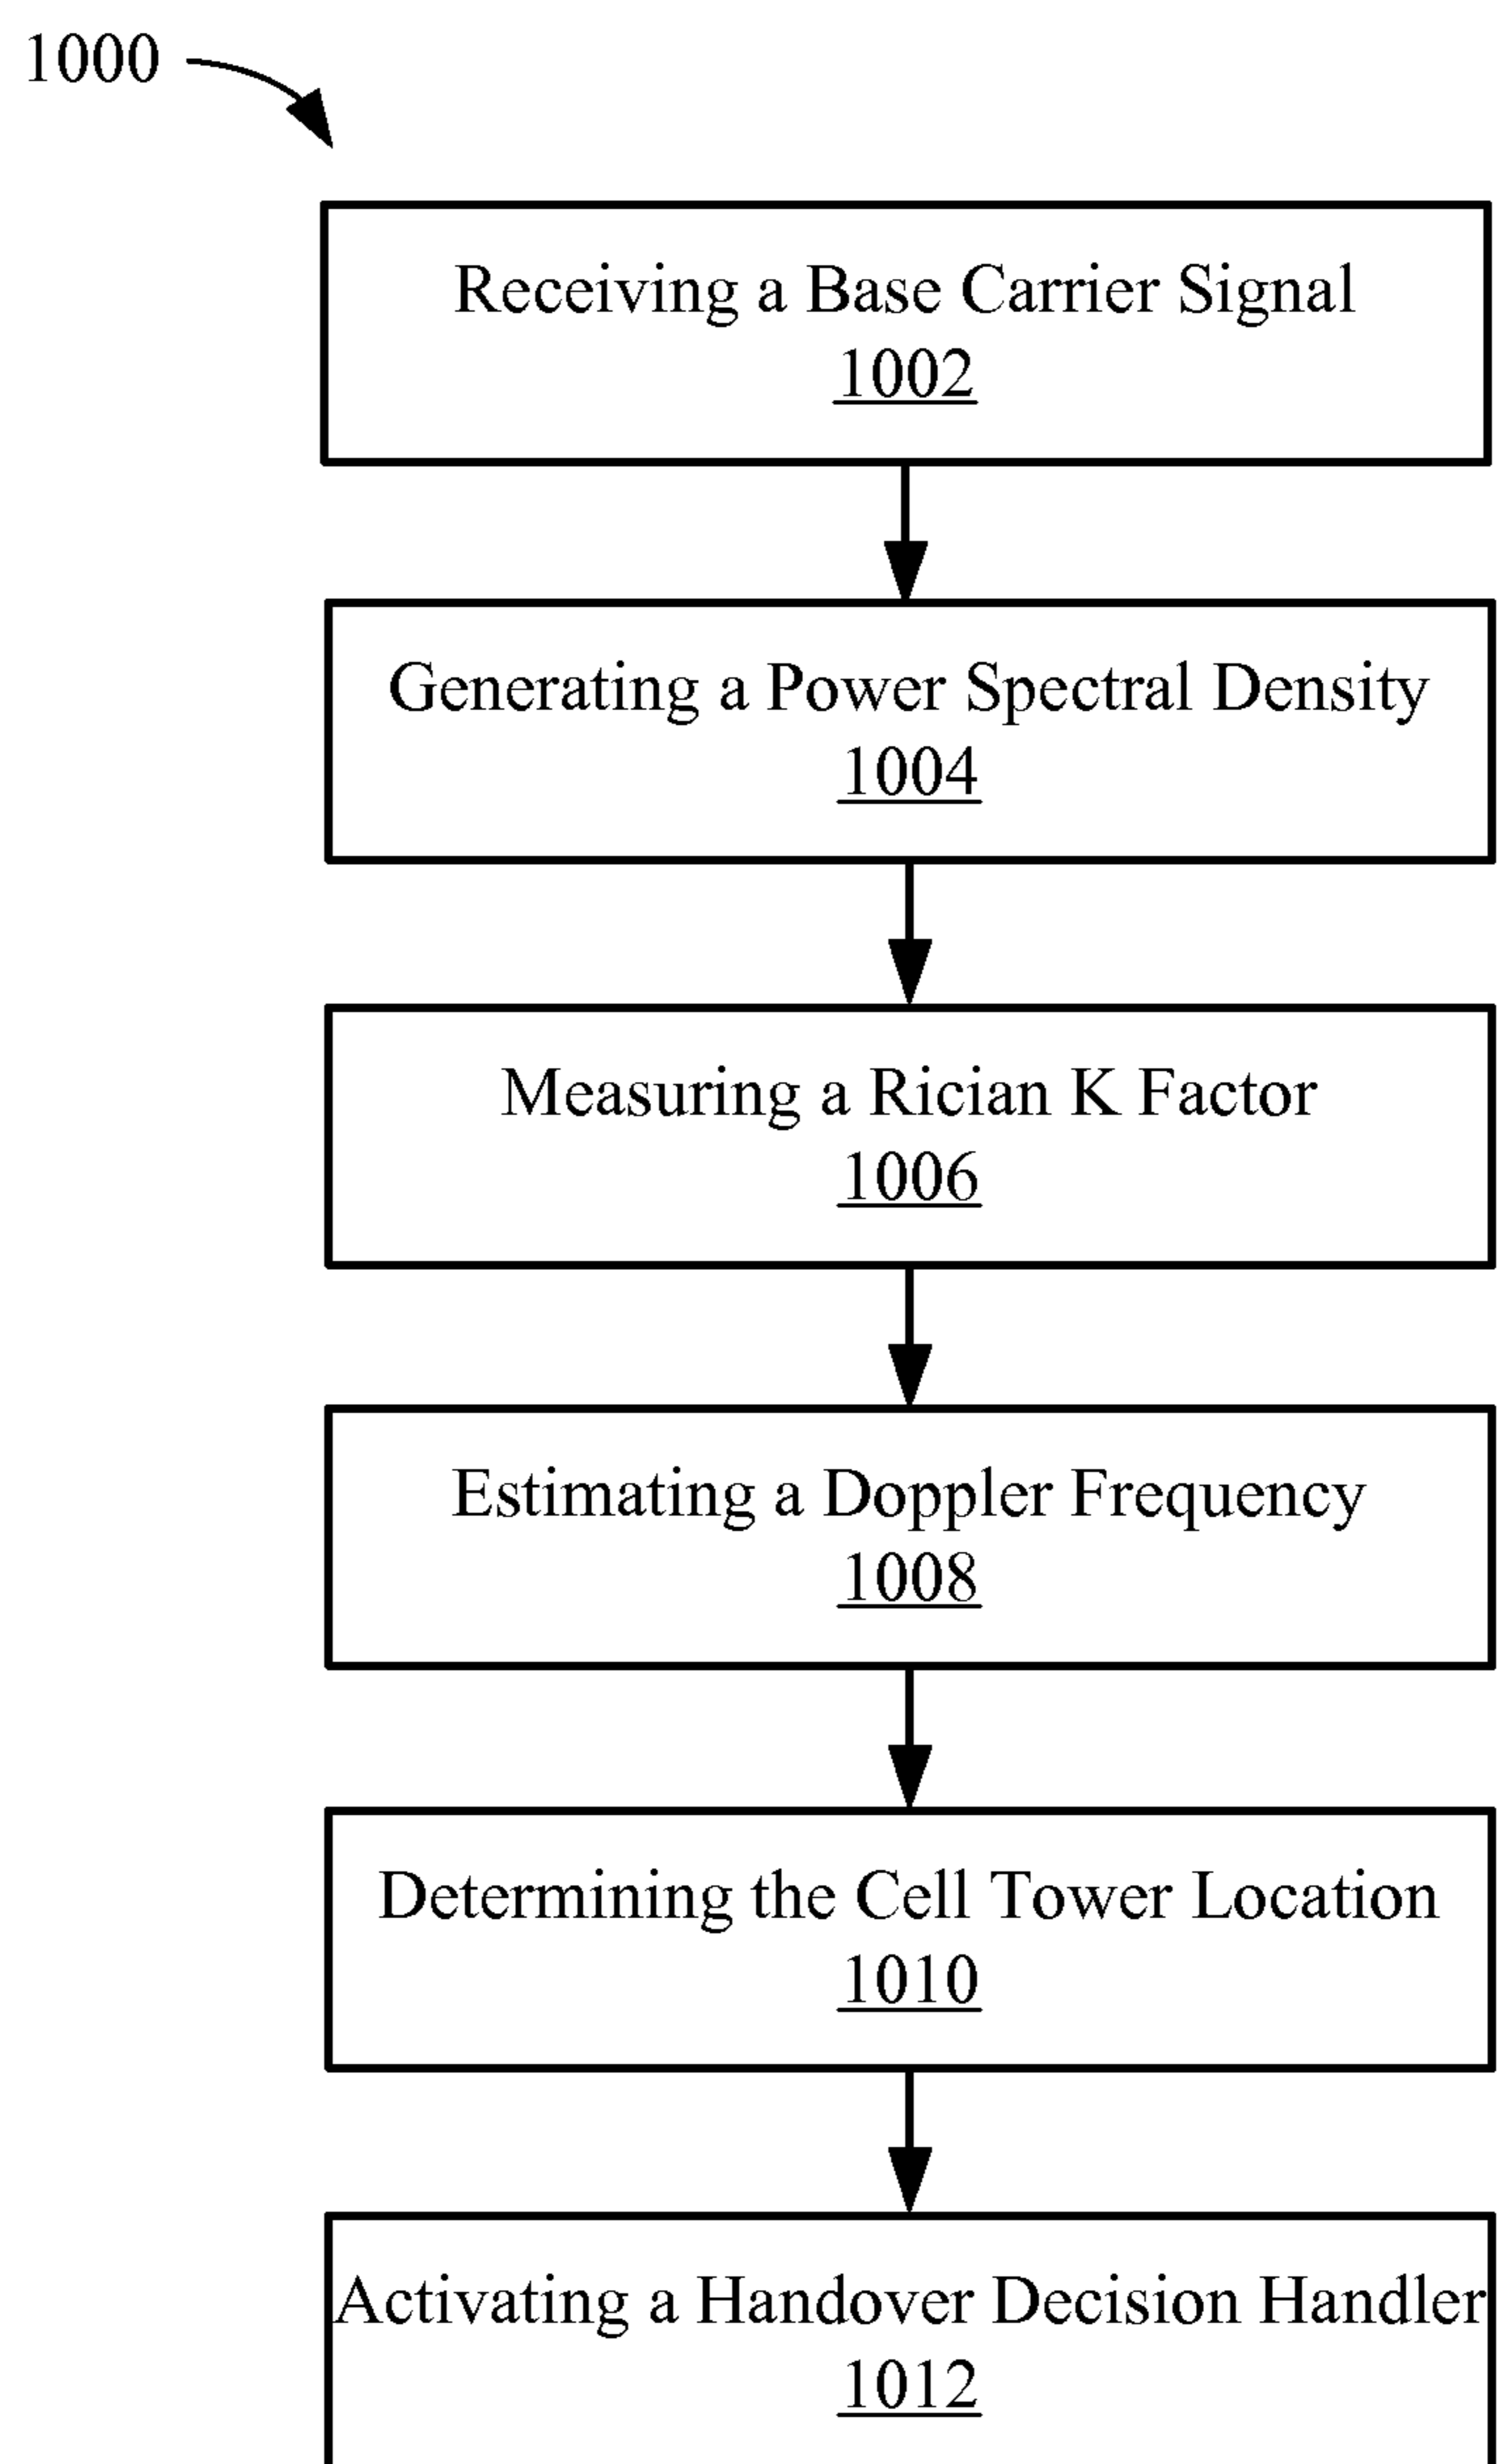 1000
Receiving a Base Carrier Signal
1002
Generating a Power Spectral Density
1004
Measuring a Rician K Factor
1006
Estimating a Doppler Frequency
1008
Determining the Cell Tower Location
1010
Activating a Handover Decision Handler
1012